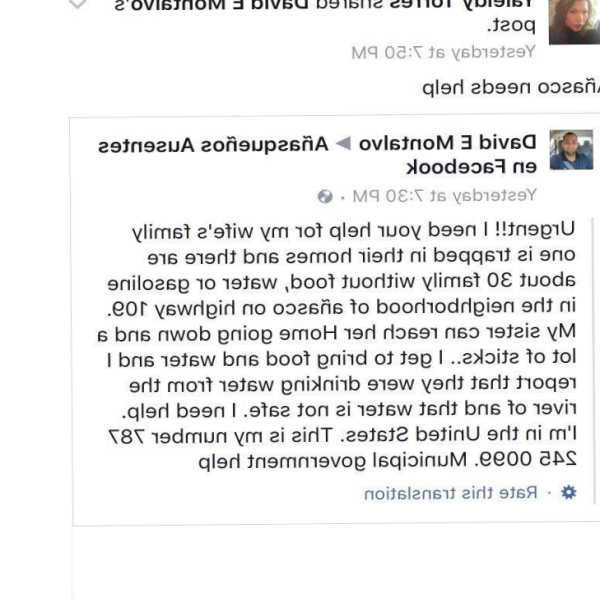 Yaleidy Torres shared David E Montalvo's
post.
Yesterday at 7:50 PM
Añasco needs help
David E Montalvo ▶ Añasqueños Ausentes
en Facebook
Yesterday at 7:30 PM ·
Urgent!! I need your help for my wife's family
one is trapped in their homes and there are
about 30 family without food, water or gasoline
in the neighborhood of añasco on highway 109.
My sister can reach her Home going down and a
lot of sticks.. I get to bring food and water and I
report that they were drinking water from the
river of and that water is not safe. I need help.
I'm in the United States. This is my number 787
245 0099. Municipal government help
· Rate this translation